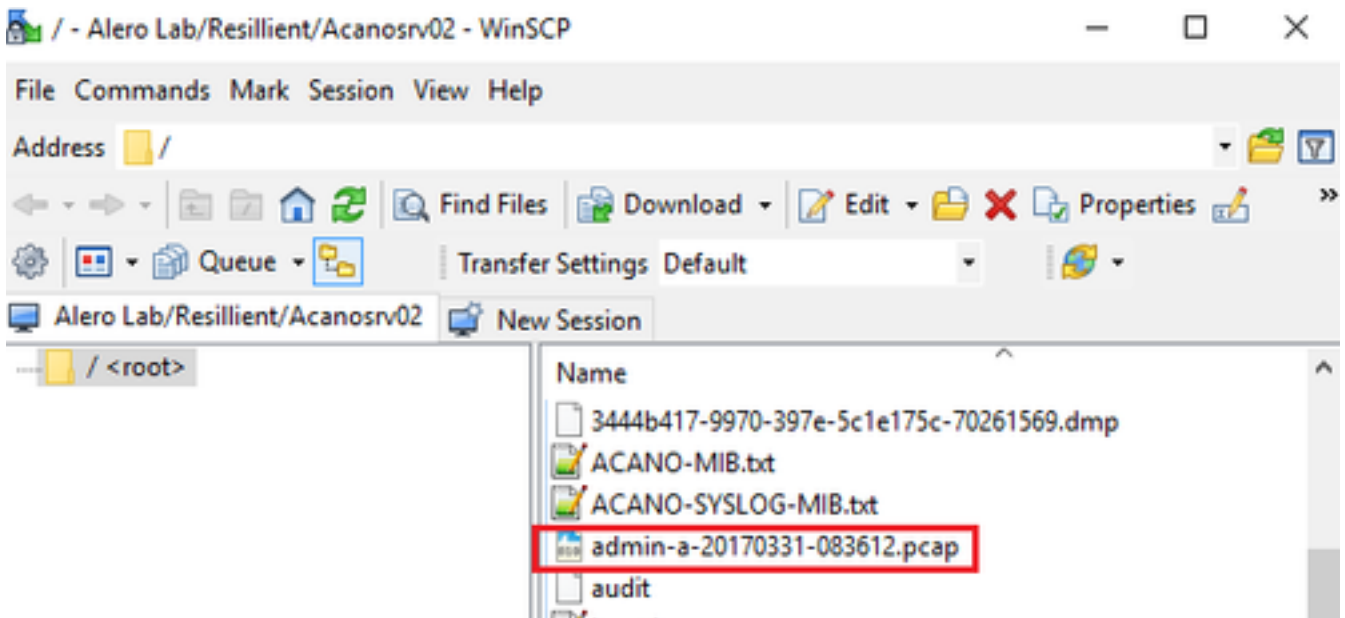 / - Alero Lab/Resillient/Acanosrv02 - WinSCP
File Commands Mark Session View Help
Address /
Find Files Download Edit Properties »
Queue Transfer Settings Default
Alero Lab/Resillient/Acanosrv02 New Session
/ <root>
Name
3444b417-9970-397e-5c1e175c-70261569.dmp
ACANO-MIB.txt
ACANO-SYSLOG-MIB.txt
admin-a-20170331-083612.pcap
audit